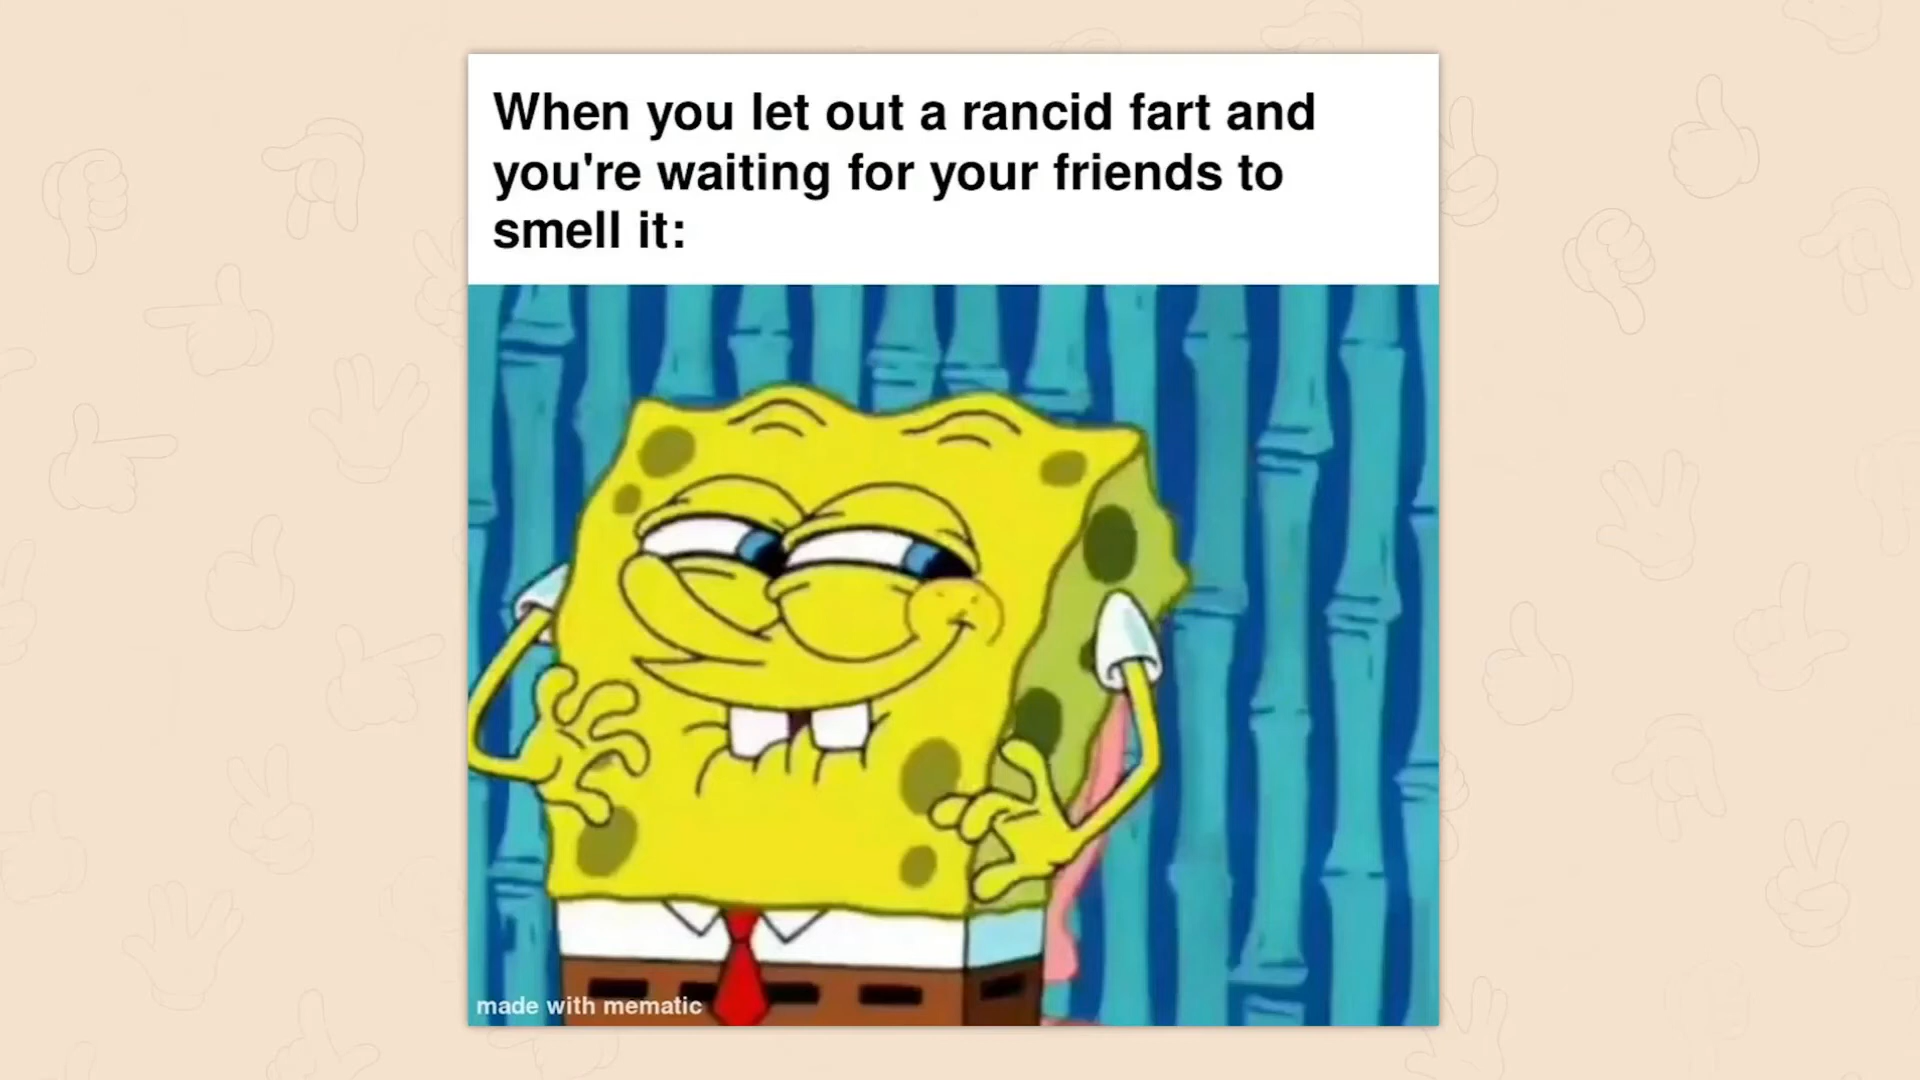 When you let out a rancid fart and
you're waiting for your friends to
smell it:
made with mematic